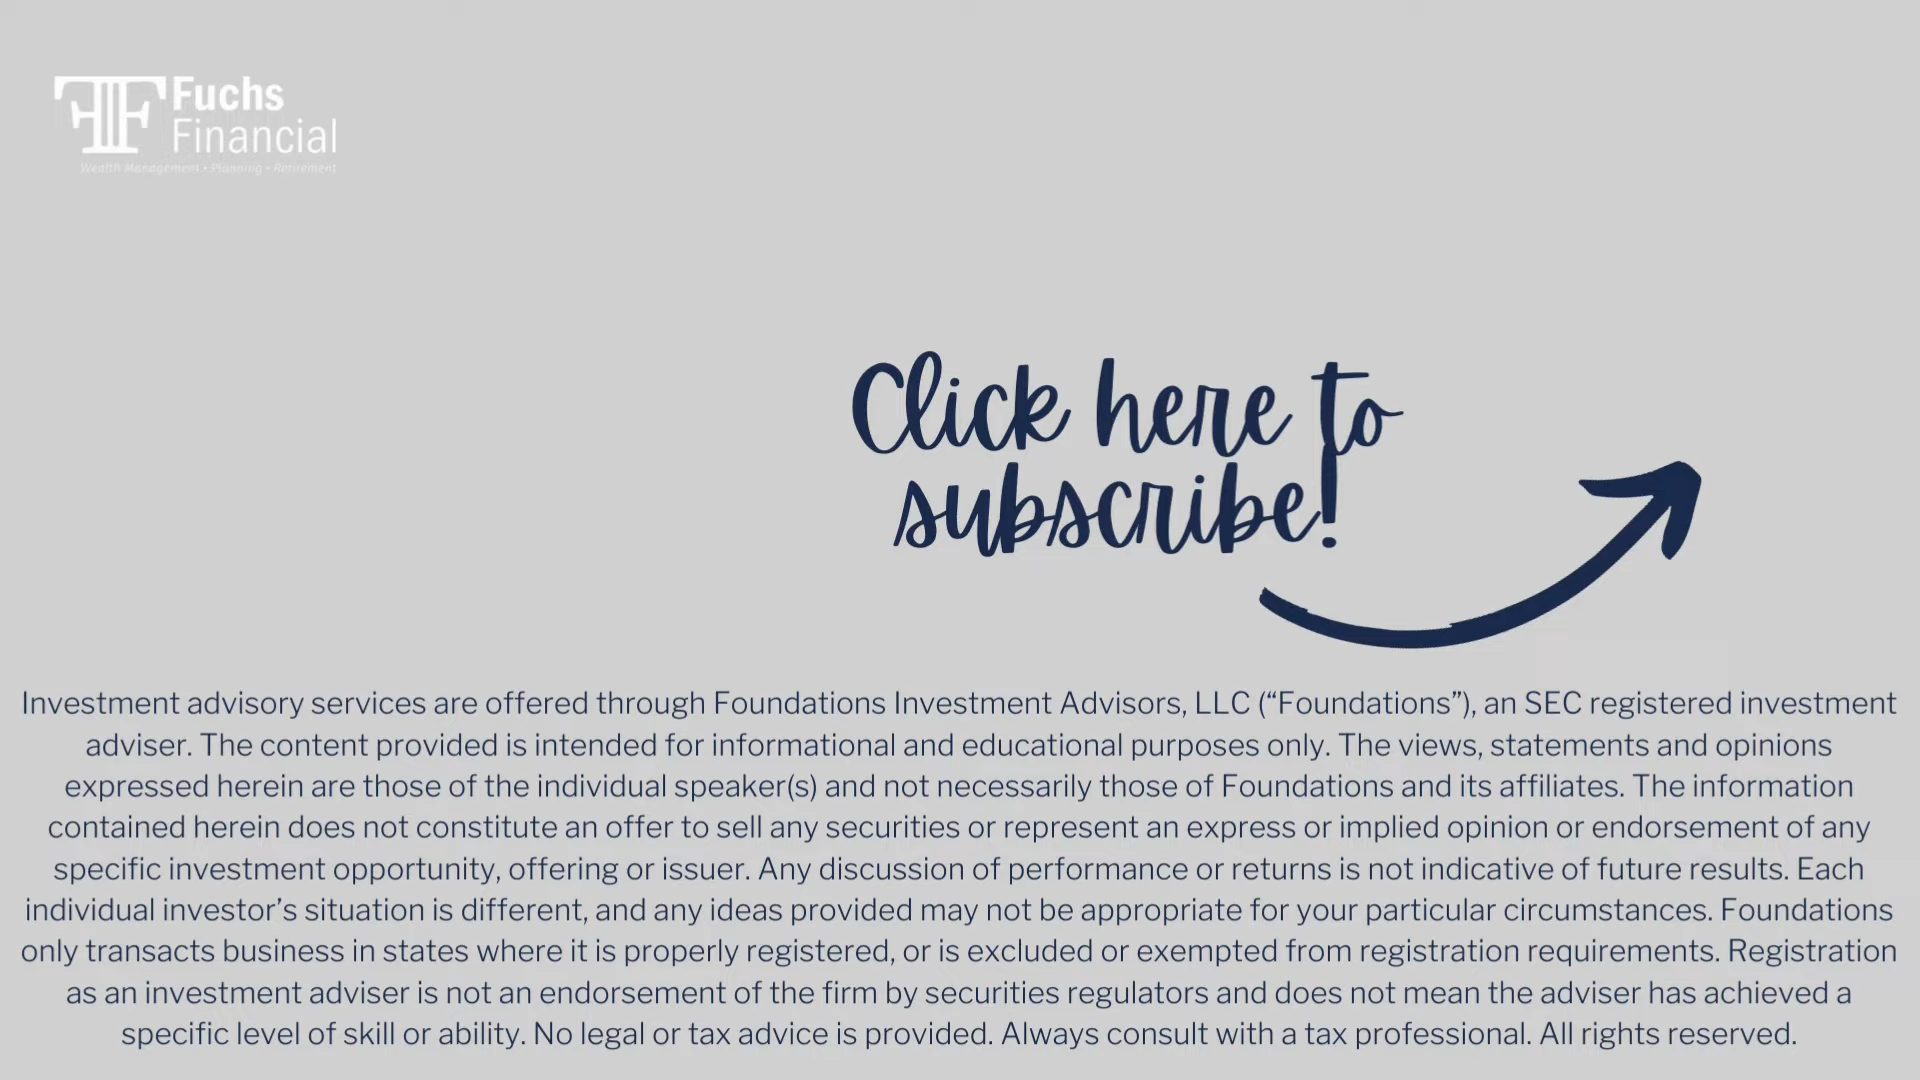 Fuchs
Financial
Wealth Management • Planning • Retirement
Click here to
subscribe!
Investment advisory services are offered through Foundations Investment Advisors, LLC (“Foundations”), an SEC registered investment
adviser. The content provided is intended for informational and educational purposes only. The views, statements and opinions
expressed herein are those of the individual speaker(s) and not necessarily those of Foundations and its affiliates. The information
contained herein does not constitute an offer to sell any securities or represent an express or implied opinion or endorsement of any
specific investment opportunity, offering or issuer. Any discussion of performance or returns is not indicative of future results. Each
individual investor’s situation is different, and any ideas provided may not be appropriate for your particular circumstances. Foundations
only transacts business in states where it is properly registered, or is excluded or exempted from registration requirements. Registration
as an investment adviser is not an endorsement of the firm by securities regulators and does not mean the adviser has achieved a
specific level of skill or ability. No legal or tax advice is provided. Always consult with a tax professional. All rights reserved.